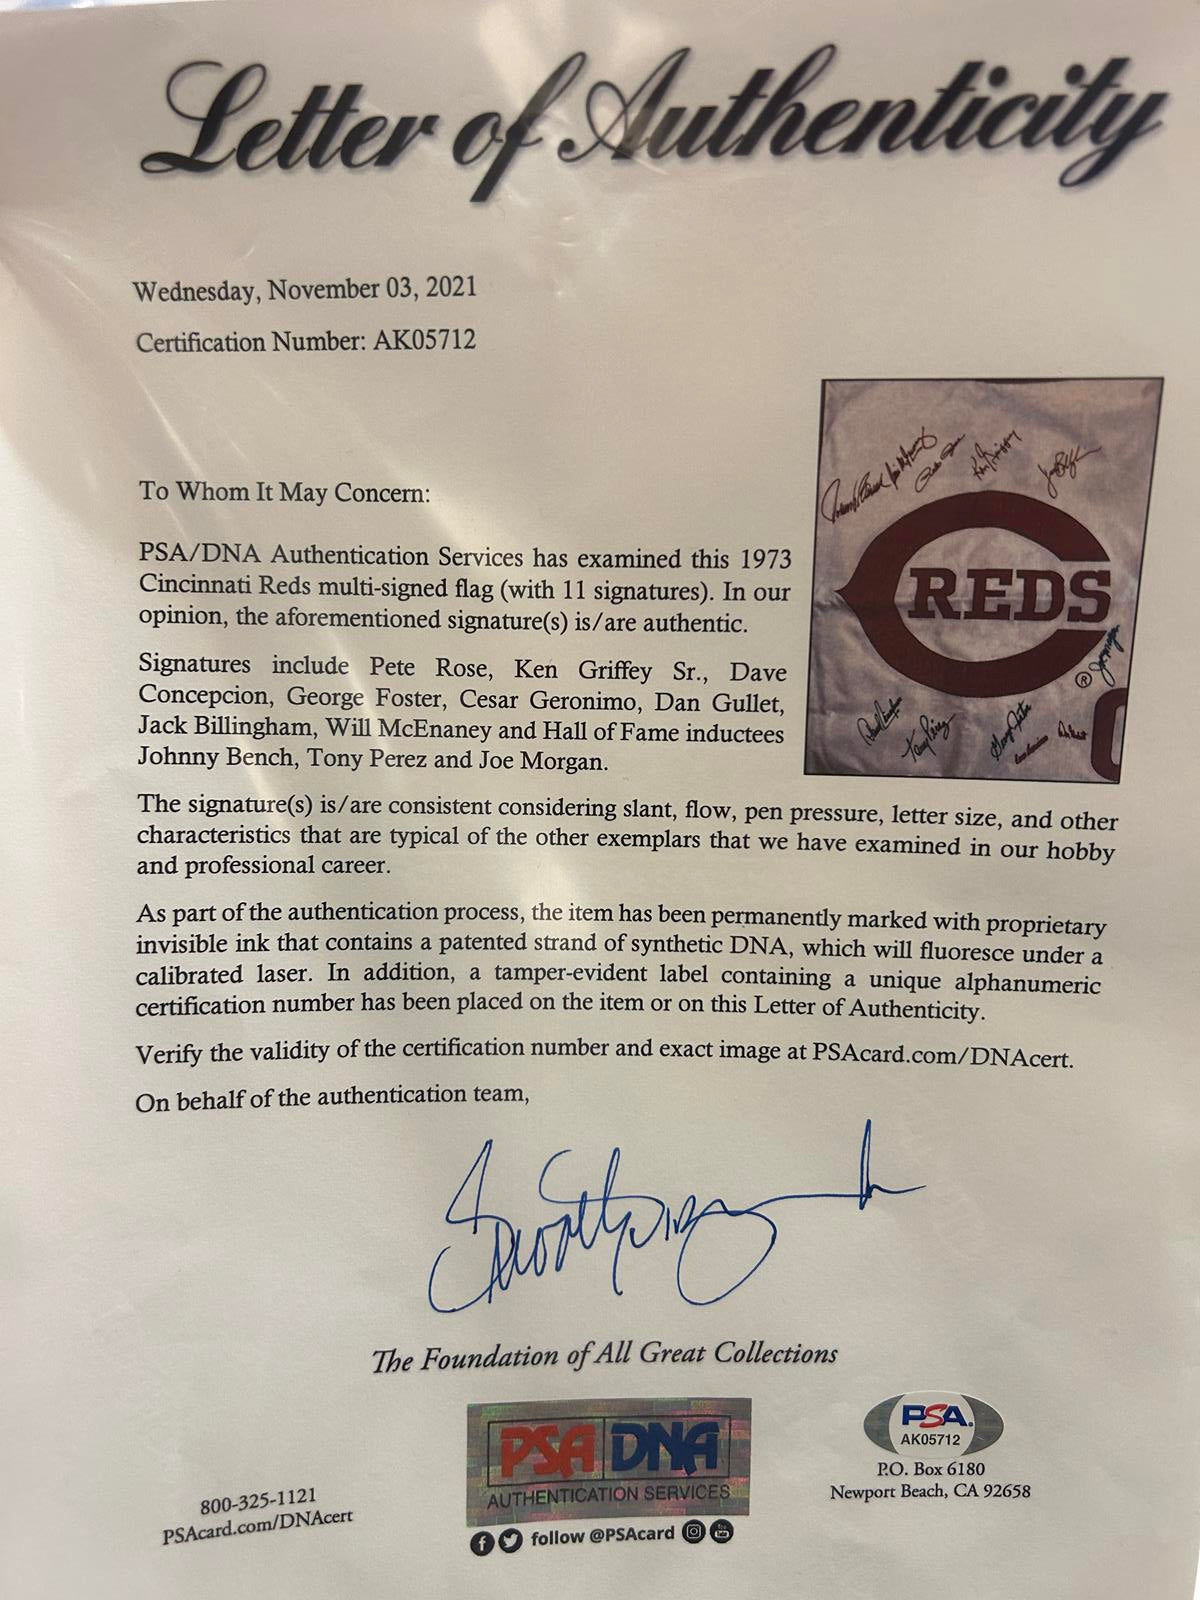 Letter of Authenticity
Wednesday, November 03, 2021
Certification Number: AK05712
To Whom It May Concern:
PSA/DNA Authentication Services has examined this 1973
Cincinnati Reds multi-signed flag (with 11 signatures). In our
opinion, the aforementioned signature(s) is/are authentic.
Signatures include Pete Rose, Ken Griffey Sr., Dave
Concepcion, George Foster, Cesar Geronimo, Dan Gullet,
Jack Billingham, Will McEnaney and Hall of Fame inductees
Johnny Bench, Tony Perez and Joe Morgan.
REDS
®
The signature(s) is/are consistent considering slant, flow, pen pressure, letter size, and other
characteristics that are typical of the other exemplars that we have examined in our hobby
and professional career.
As part of the authentication process, the item has been permanently marked with proprietary
invisible ink that contains a patented strand of synthetic DNA, which will fluoresce under a
calibrated laser. In addition, a tamper-evident label containing a unique alphanumeric
certification number has been placed on the item or on this Letter of Authenticity.
Verify the validity of the certification number and exact image at PSAcard.com/DNAcert.
On behalf of the authentication team,
The Foundation of All Great Collections
PSA DNA
AUTHENTICATION SERVICES
follow @PSAcard
800-325-1121
PSAcard.com/DNAcert
PSA.
AK05712
P.O. Box 6180
Newport Beach, CA 92658